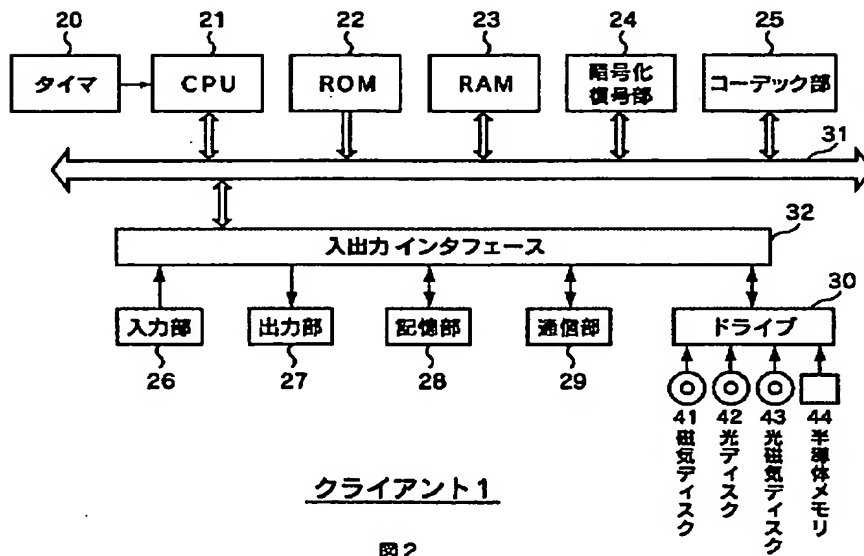 20 21 22 23 24 25
タイマ CPU ROM RAM 暗号化復号部 コーデック部
31
32
入出力インタフェース
30
入力部 出力部 記憶部 通信部 ドライブ
26 27 28 29
41 42 43 44
磁気ディスク 光ディスク 光磁気ディスク 半導体メモリ
クライアント1
図2